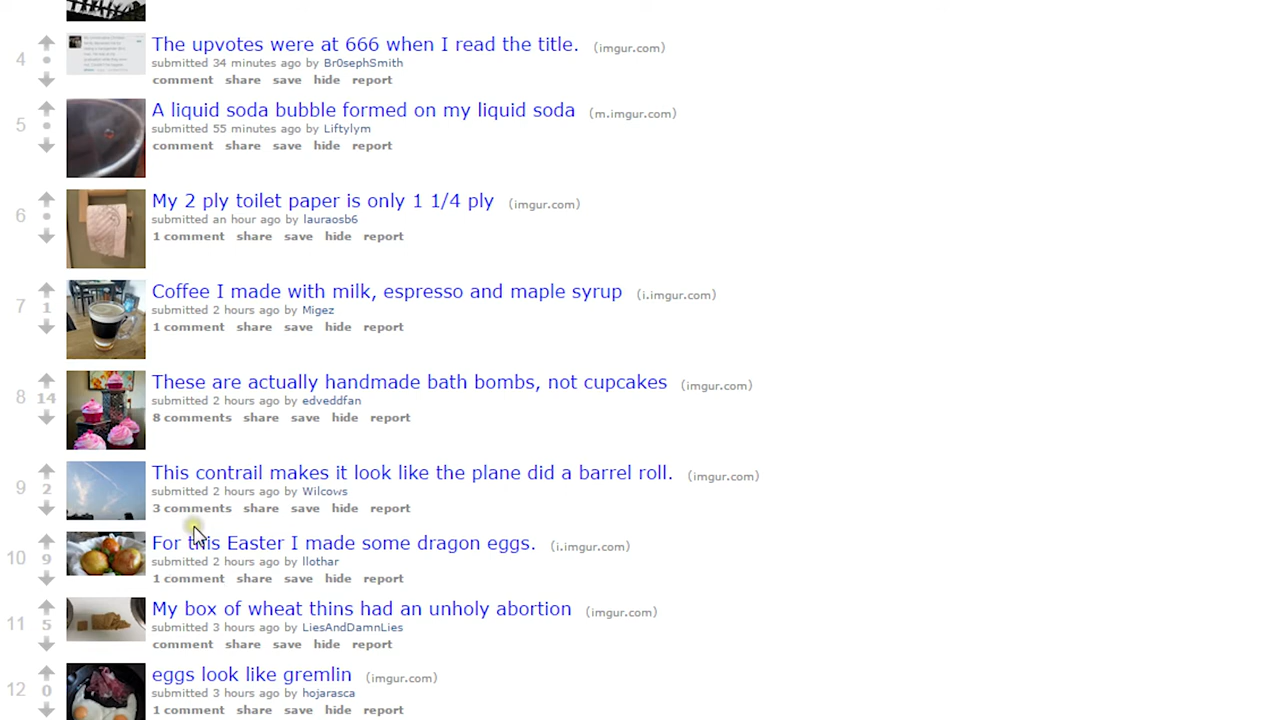 4
The upvotes were at 666 when I read the title. (imgur.com)
submitted 34 minutes ago by Br0sephSmith
comment share save hide report
5
A liquid soda bubble formed on my liquid soda (m.imgur.com)
submitted 55 minutes ago by Liftylym
comment share save hide report
6
My 2 ply toilet paper is only 1 1/4 ply (imgur.com)
submitted an hour ago by lauraosb6
1 comment share save hide report
7 1
Coffee I made with milk, espresso and maple syrup (i.imgur.com)
submitted 2 hours ago by Migez
1 comment share save hide report
8 14
These are actually handmade bath bombs, not cupcakes (imgur.com)
submitted 2 hours ago by edveddfan
8 comments share save hide report
9 2
This contrail makes it look like the plane did a barrel roll. (imgur.com)
submitted 2 hours ago by Wilcows
3 comments share save hide report
10 9
For this Easter I made some dragon eggs. (i.imgur.com)
submitted 2 hours ago by llothar
1 comment share save hide report
11 5
My box of wheat thins had an unholy abortion (imgur.com)
submitted 3 hours ago by LiesAndDamnLies
comment share save hide report
12 0
eggs look like gremlin (imgur.com)
submitted 3 hours ago by hojarasca
1 comment share save hide report